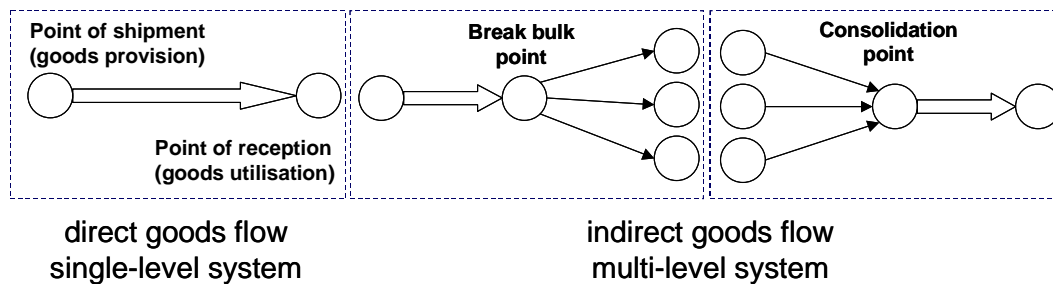 Point of shipment
(goods provision)
Point of reception
(goods utilisation)
Break bulk
point
Consolidation
point
direct goods flow
single-level system
indirect goods flow
multi-level system